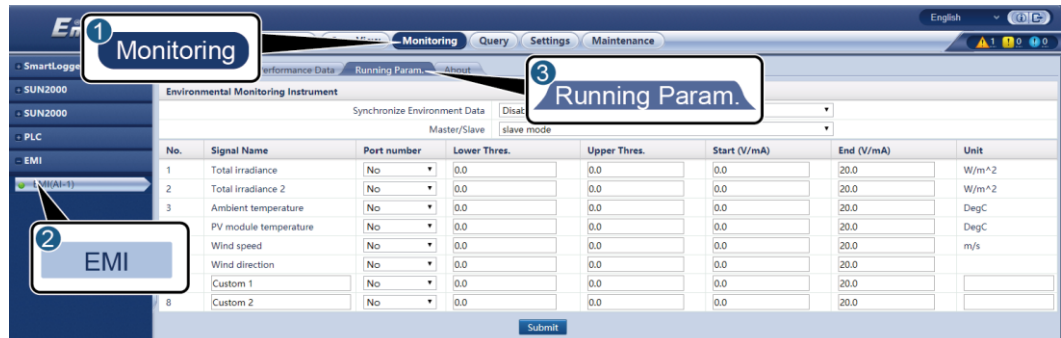 English
1
Monitoring
Monitoring Query Settings Maintenance
1 0 0
SmartLogge
Performance Data Running Param. About
3
Running Param.
SUN2000
Environmental Monitoring Instrument
SUN2000
Synchronize Environment Data Disab
Master/Slave slave mode
PLC
No. Signal Name Port number Lower Thres. Upper Thres. Start (V/mA) End (V/mA) Unit
EMI
1 Total irradiance No 0.0 0.0 0.0 20.0 W/m^2
EMI(AI-1)
2 Total irradiance 2 No 0.0 0.0 0.0 20.0 W/m^2
3 Ambient temperature No 0.0 0.0 0.0 20.0 DegC
PV module temperature No 0.0 0.0 0.0 20.0 DegC
2
EMI
Wind speed No 0.0 0.0 0.0 20.0 m/s
Wind direction No 0.0 0.0 0.0 20.0
Custom 1 No 0.0 0.0 0.0 20.0
8 Custom 2 No 0.0 0.0 0.0 20.0
Submit